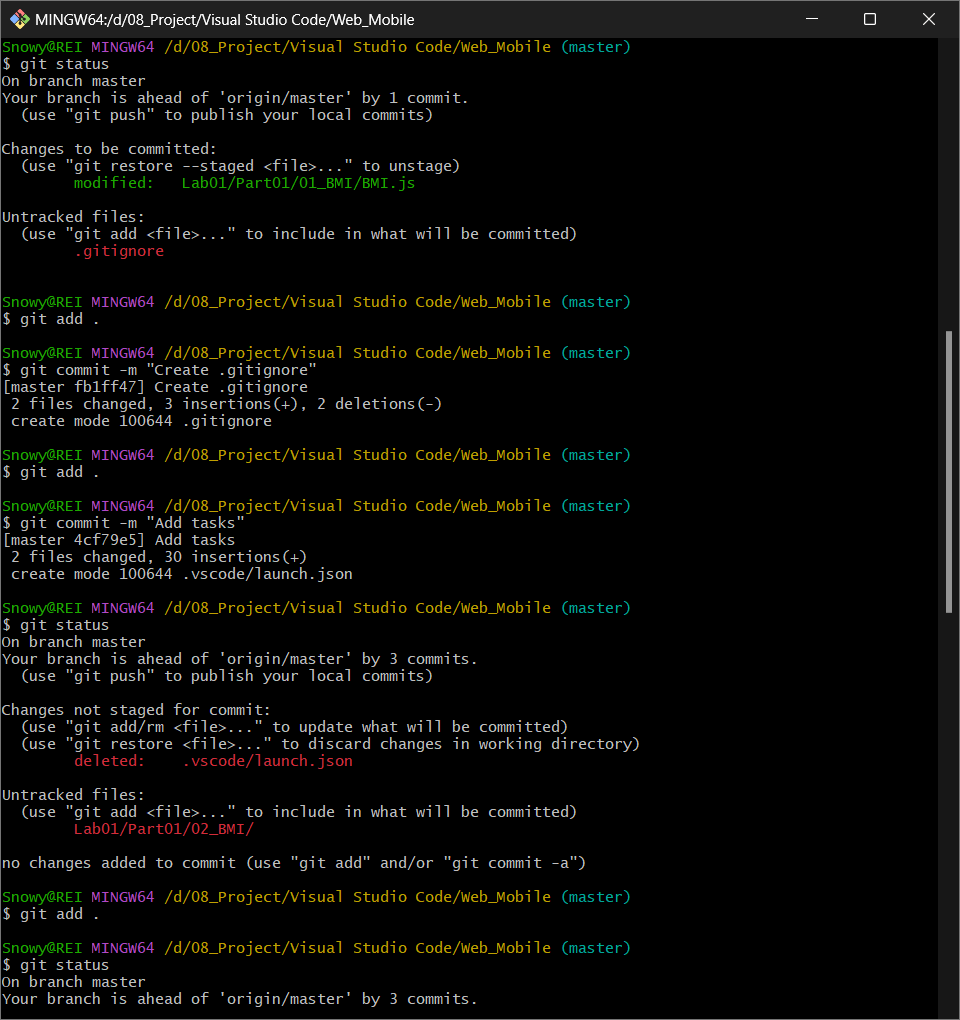 MINGW64:/d/08_Project/Visual Studio Code/Web_Mobile
Snowy@REI MINGW64 /d/08_Project/Visual Studio Code/Web_Mobile (master)
$ git status
On branch master
Your branch is ahead of 'origin/master' by 1 commit.
  (use "git push" to publish your local commits)

Changes to be committed:
  (use "git restore --staged <file>..." to unstage)
        modified:   Lab01/Part01/01_BMI/BMI.js

Untracked files:
  (use "git add <file>..." to include in what will be committed)
        .gitignore


Snowy@REI MINGW64 /d/08_Project/Visual Studio Code/Web_Mobile (master)
$ git add .

Snowy@REI MINGW64 /d/08_Project/Visual Studio Code/Web_Mobile (master)
$ git commit -m "Create .gitignore"
[master fb1ff47] Create .gitignore
 2 files changed, 3 insertions(+), 2 deletions(-)
 create mode 100644 .gitignore

Snowy@REI MINGW64 /d/08_Project/Visual Studio Code/Web_Mobile (master)
$ git add .

Snowy@REI MINGW64 /d/08_Project/Visual Studio Code/Web_Mobile (master)
$ git commit -m "Add tasks"
[master 4cf79e5] Add tasks
 2 files changed, 30 insertions(+)
 create mode 100644 .vscode/launch.json

Snowy@REI MINGW64 /d/08_Project/Visual Studio Code/Web_Mobile (master)
$ git status
On branch master
Your branch is ahead of 'origin/master' by 3 commits.
  (use "git push" to publish your local commits)

Changes not staged for commit:
  (use "git add/rm <file>..." to update what will be committed)
  (use "git restore <file>..." to discard changes in working directory)
        deleted:    .vscode/launch.json

Untracked files:
  (use "git add <file>..." to include in what will be committed)
        Lab01/Part01/02_BMI/

no changes added to commit (use "git add" and/or "git commit -a")

Snowy@REI MINGW64 /d/08_Project/Visual Studio Code/Web_Mobile (master)
$ git add .

Snowy@REI MINGW64 /d/08_Project/Visual Studio Code/Web_Mobile (master)
$ git status
On branch master
Your branch is ahead of 'origin/master' by 3 commits.